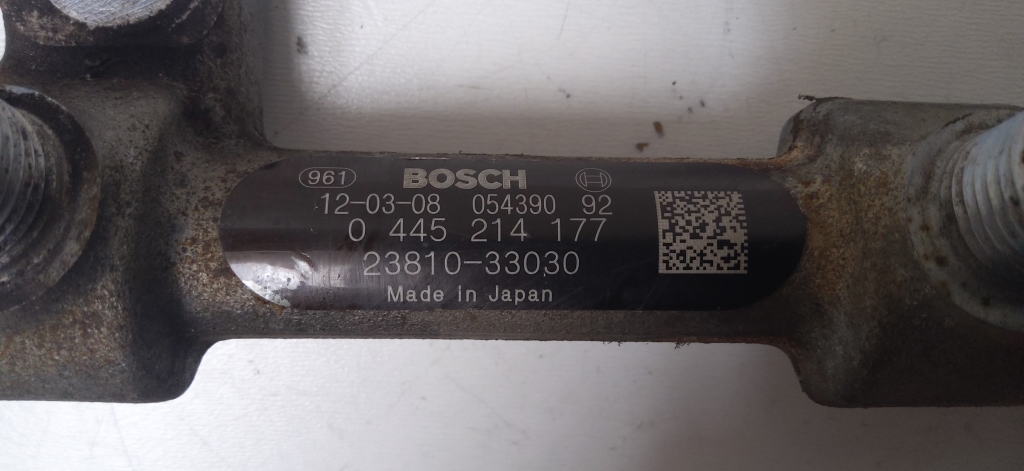 961 BOSCH
12-03-08 054390 92
0 445 214 177
23810-33030
Made in Japan